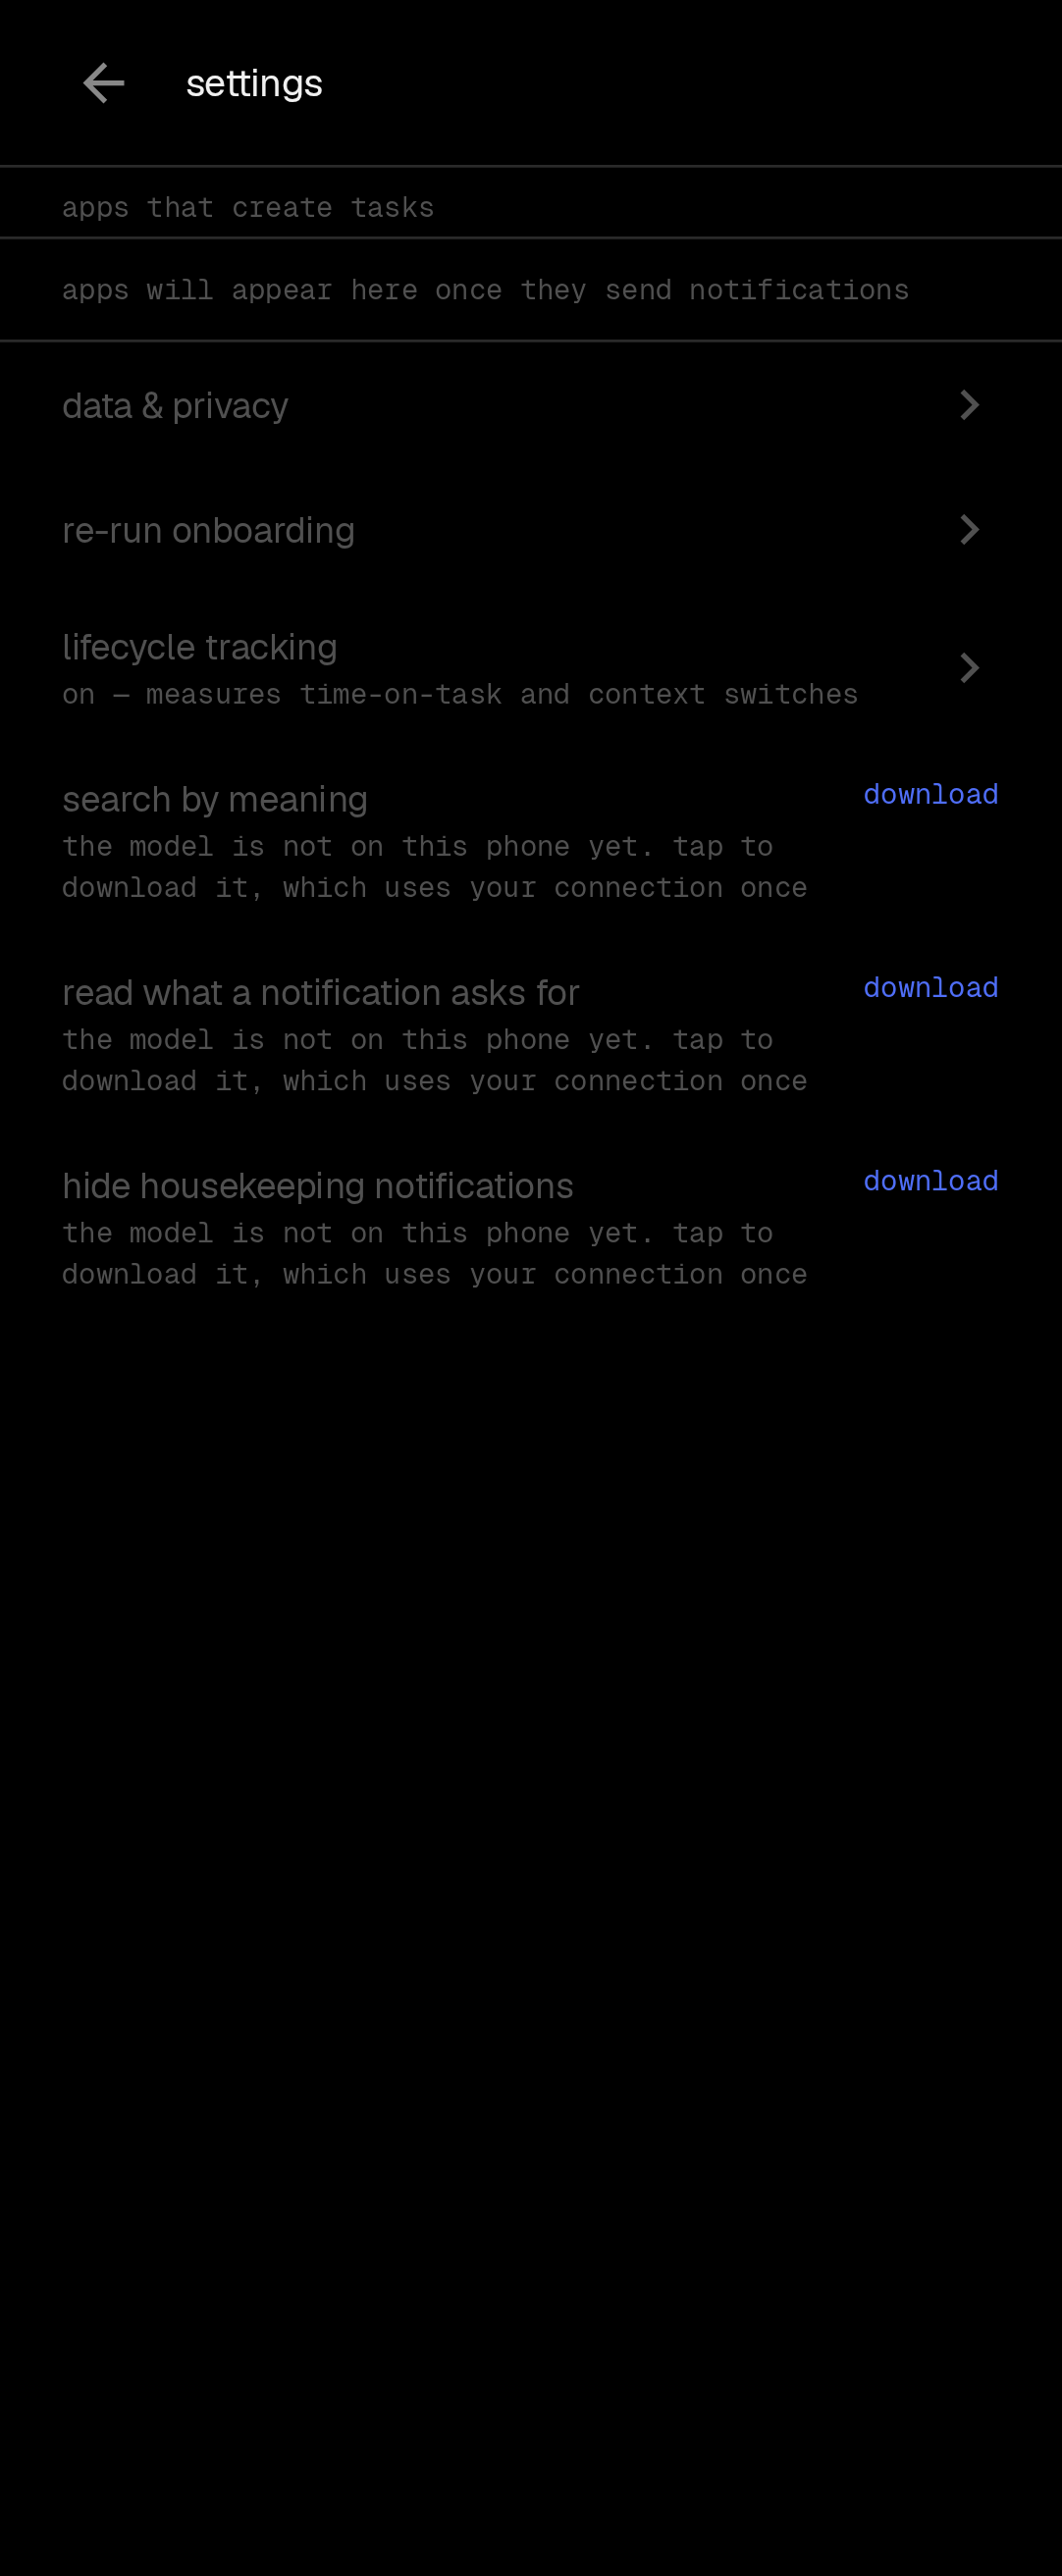 settings
apps that create tasks
apps will appear here once they send notifications
data & privacy
re-run onboarding
lifecycle tracking
on — measures time-on-task and context switches
search by meaning
download
the model is not on this phone yet. tap to
download it, which uses your connection once
read what a notification asks for
download
the model is not on this phone yet. tap to
download it, which uses your connection once
hide housekeeping notifications
download
the model is not on this phone yet. tap to
download it, which uses your connection once